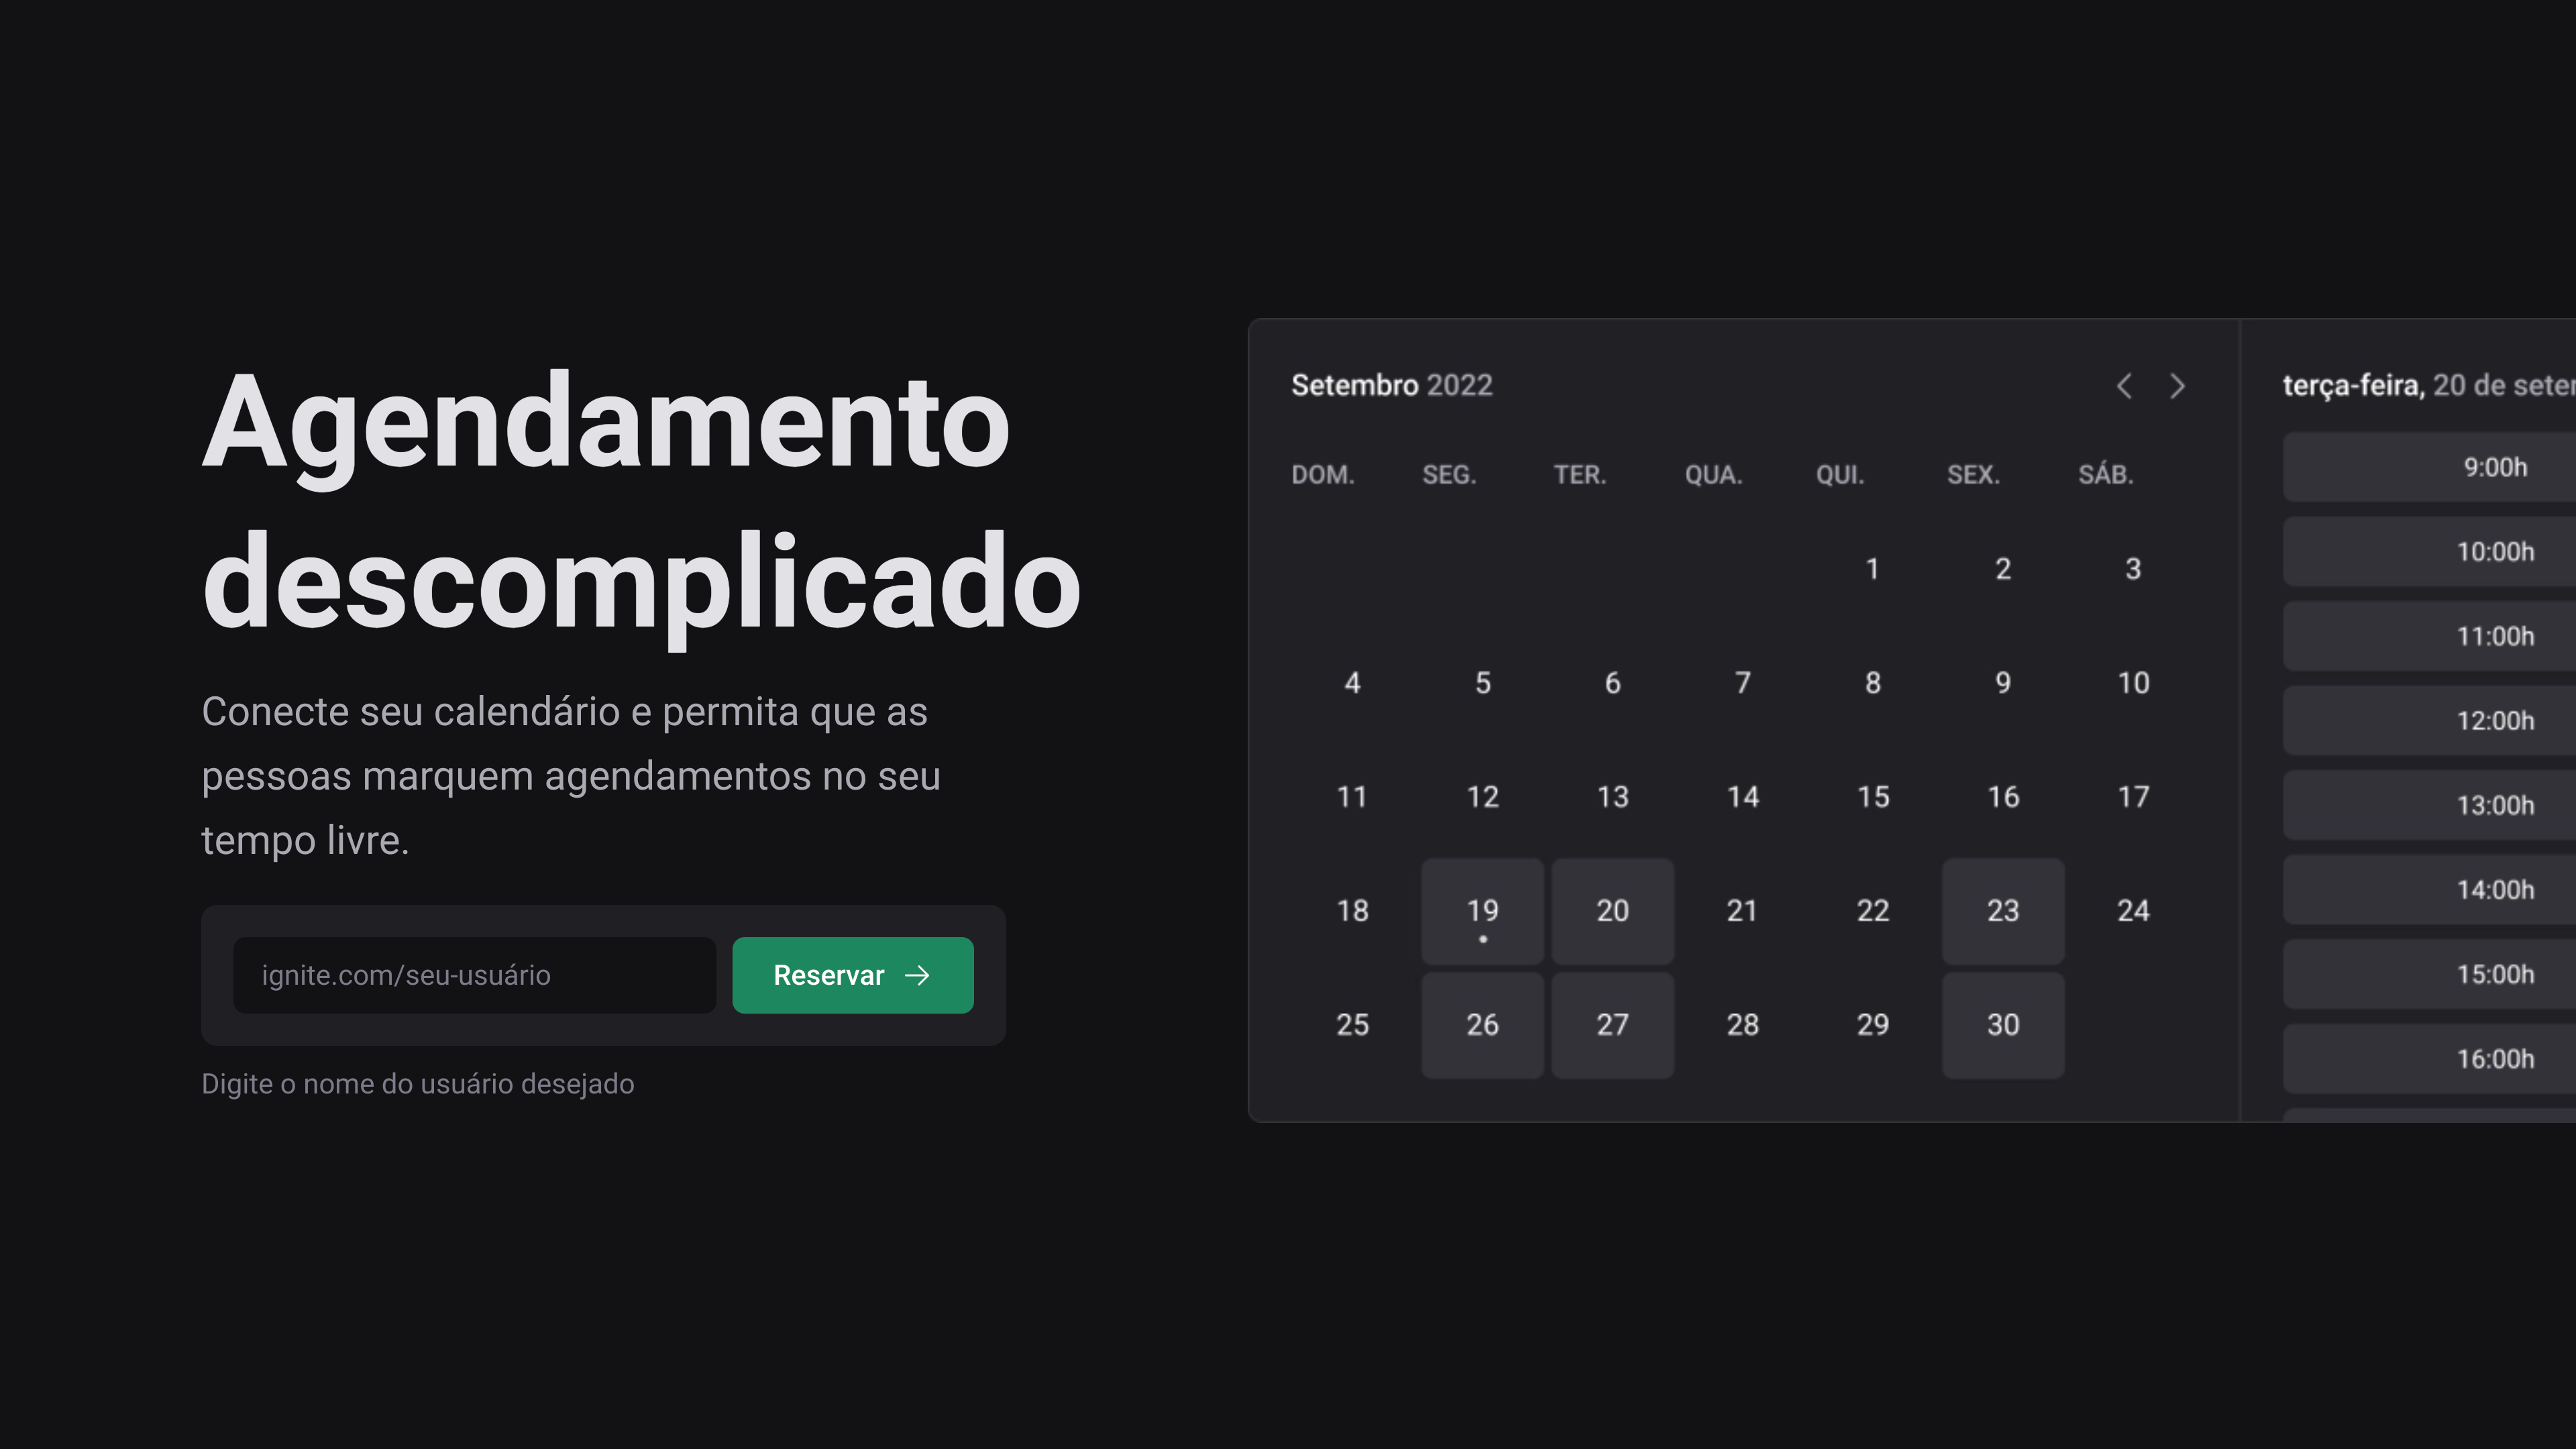 Agendamento
descomplicado
Conecte seu calendário e permita que as
pessoas marquem agendamentos no seu
tempo livre.
ignite.com/seu-usuário
Reservar
Digite o nome do usuário desejado
Setembro 2022
DOM. SEG. TER. QUA. QUI. SEX. SÁB.
1 2 3
4 5 6 7 8 9 10
11 12 13 14 15 16 17
18 19 20 21 22 23 24
25 26 27 28 29 30
terça-feira, 20 de seter
9:00h
10:00h
11:00h
12:00h
13:00h
14:00h
15:00h
16:00h